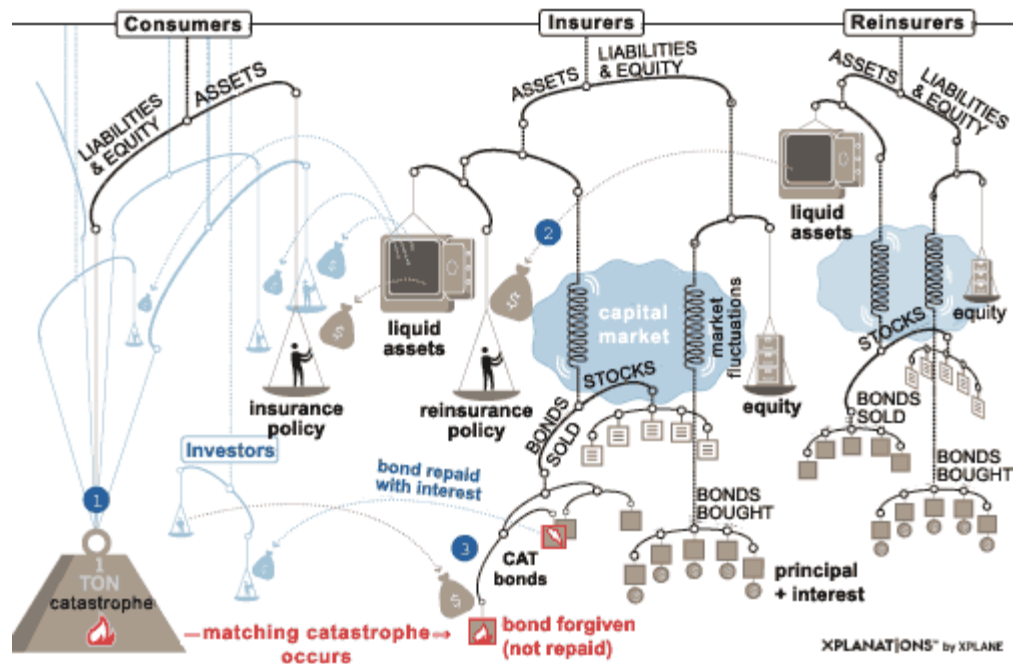 Consumers
Insurers
Reinsurers
LIABILITIES
& EQUITY
ASSETS
ASSETS
LIABILITIES
& EQUITY
ASSETS
LIABILITIES
& EQUITY
liquid
assets
2
$
$
$
$
$
capital
market
market
fluctuations
liquid
assets
equity
STOCKS
insurance
policy
reinsurance
policy
STOCKS
equity
BONDS
SOLD
BONDS
SOLD
Investors
bond repaid
with interest
BONDS
BOUGHT
BONDS
BOUGHT
1
3
CAT
bonds
1
TON
catastrophe
$
principal
+ interest
matching catastrophe
occurs
bond forgiven
(not repaid)
XPLANATIONS™ by XPLANE